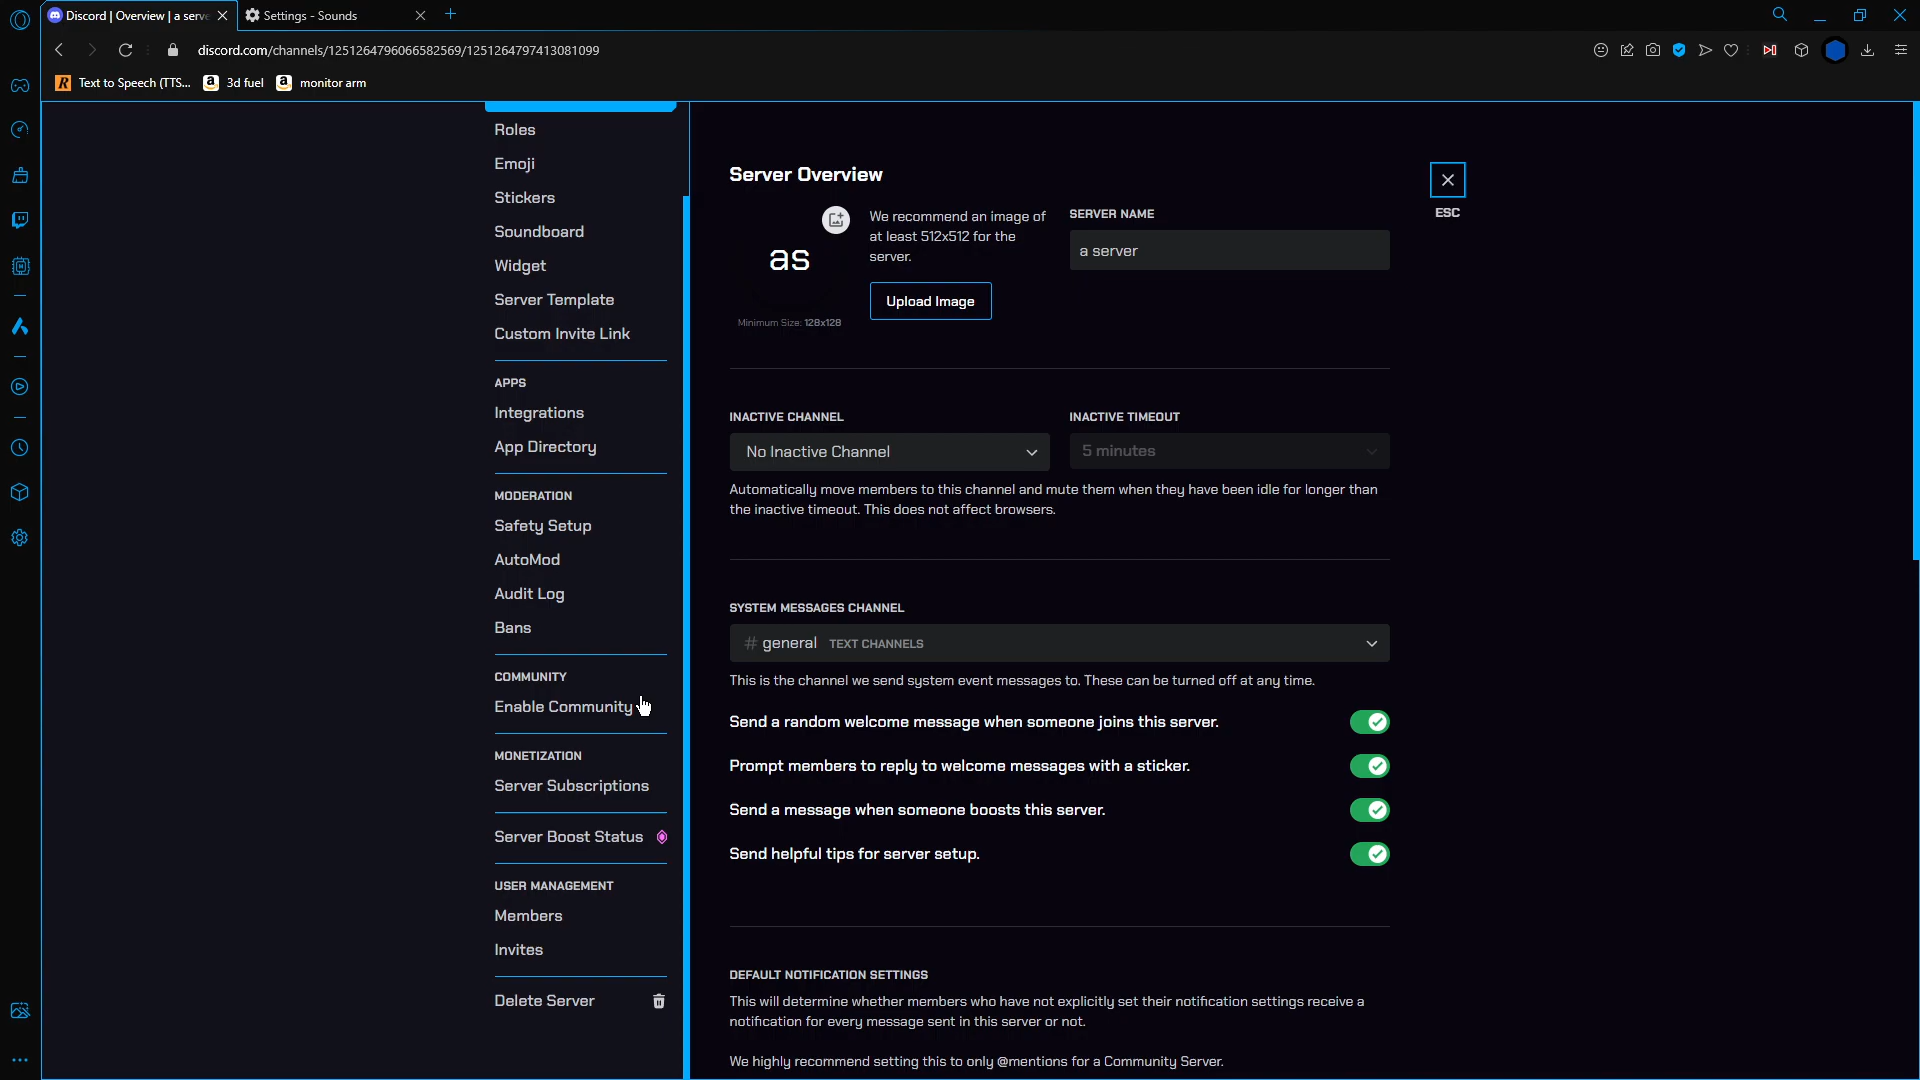 Discord | Overview | a serve
Settings - Sounds
discord.com/channels/1251264796066582569/1251264797413081099
Text to Speech (TTS...
3d fuel
monitor arm
Roles
Emoji
Stickers
Soundboard
Widget
Server Template
Custom Invite Link
APPS
Integrations
App Directory
MODERATION
Safety Setup
AutoMod
Audit Log
Bans
COMMUNITY
Enable Community
MONETIZATION
Server Subscriptions
Server Boost Status
USER MANAGEMENT
Members
Invites
Delete Server
Server Overview
as
Minimum Size: 128x128
We recommend an image of
at least 512x512 for the
server.
Upload Image
SERVER NAME
a server
ESC
INACTIVE CHANNEL
No Inactive Channel
INACTIVE TIMEOUT
5 minutes
Automatically move members to this channel and mute them when they have been idle for longer than
the inactive timeout. This does not affect browsers.
SYSTEM MESSAGES CHANNEL
# general TEXT CHANNELS
This is the channel we send system event messages to. These can be turned off at any time.
Send a random welcome message when someone joins this server.
Prompt members to reply to welcome messages with a sticker.
Send a message when someone boosts this server.
Send helpful tips for server setup.
DEFAULT NOTIFICATION SETTINGS
This will determine whether members who have not explicitly set their notification settings receive a
notification for every message sent in this server or not.
We highly recommend setting this to only @mentions for a Community Server.